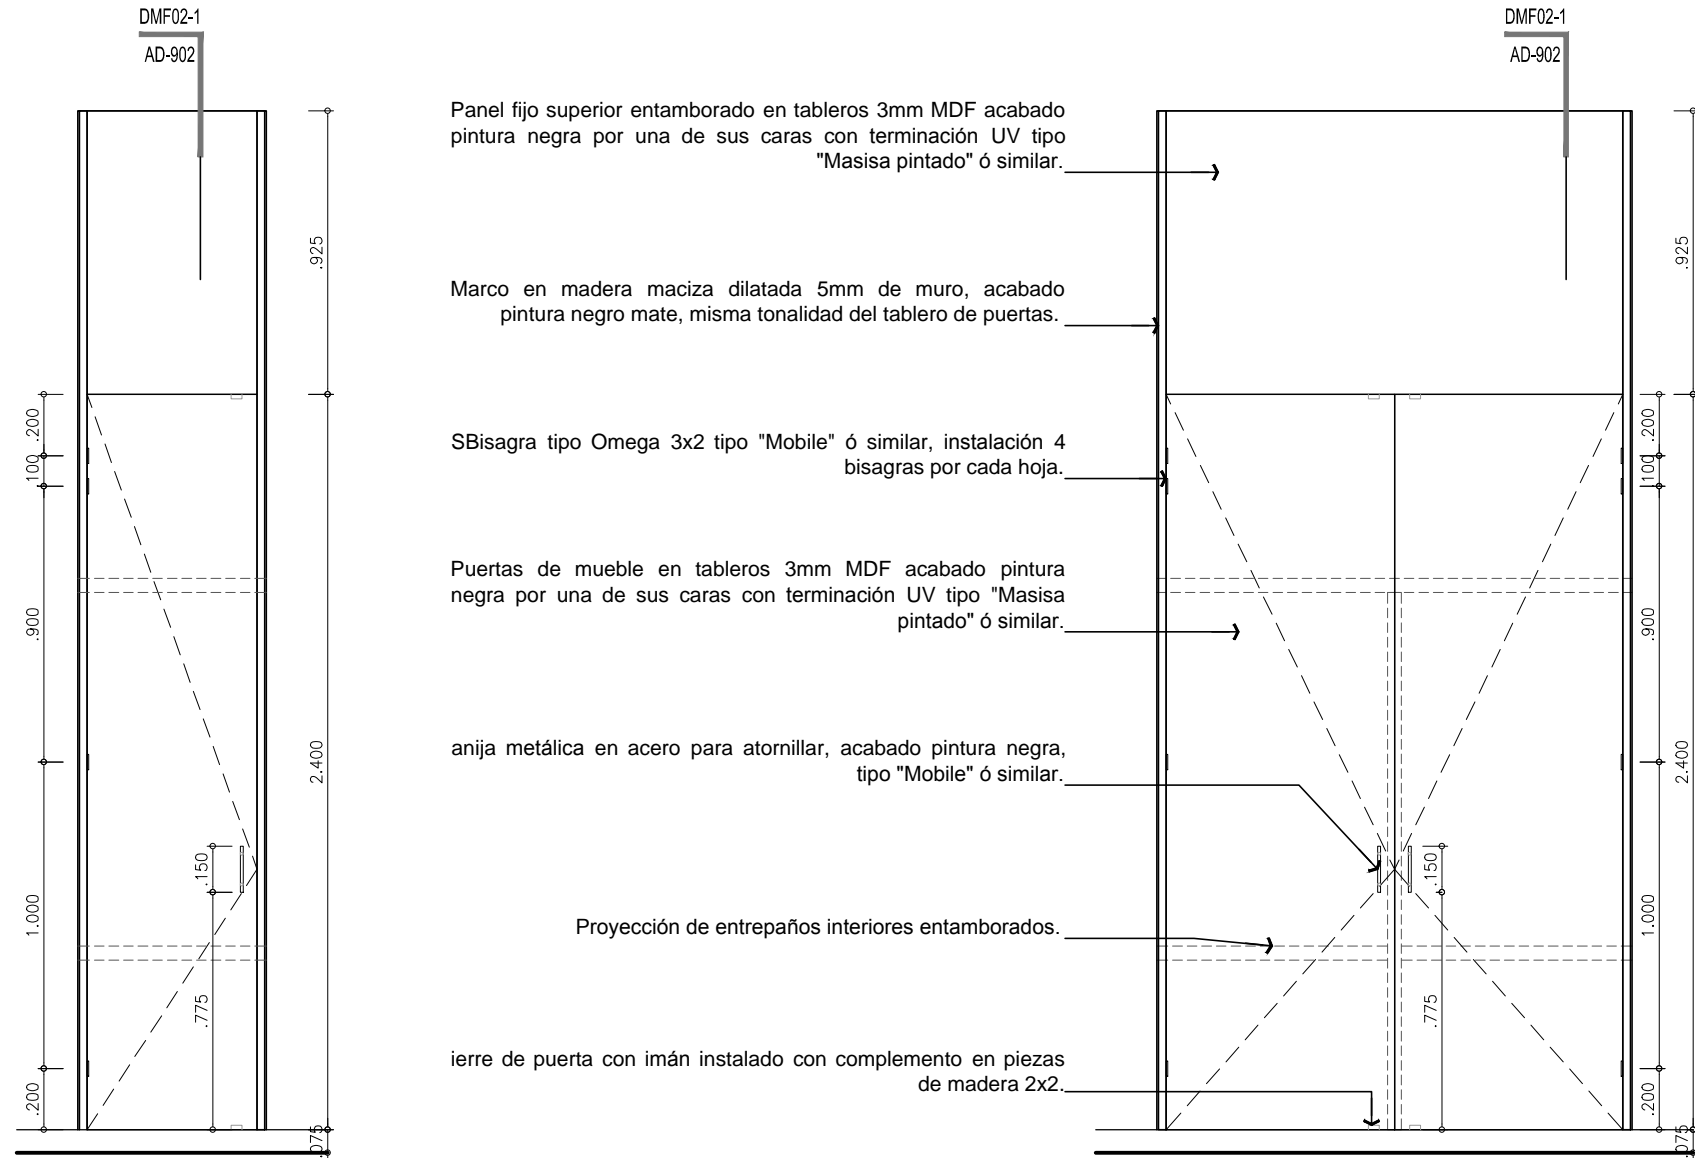 DMF02-1
AD-902
.925
.200
.100
.900
2.400
1.000
.150
.775
.200
.075
Panel fijo superior entamborado en tableros 3mm MDF acabado
pintura negra por una de sus caras con terminación UV tipo
"Masisa pintado" ó similar.
Marco en madera maciza dilatada 5mm de muro, acabado
pintura negro mate, misma tonalidad del tablero de puertas.
SBisagra tipo Omega 3x2 tipo "Mobile" ó similar, instalación 4
bisagras por cada hoja.
Puertas de mueble en tableros 3mm MDF acabado pintura
negra por una de sus caras con terminación UV tipo "Masisa
pintado" ó similar.
anija metálica en acero para atornillar, acabado pintura negra,
tipo "Mobile" ó similar.
Proyección de entrepaños interiores entamborados.
ierre de puerta con imán instalado con complemento en piezas
de madera 2x2.
DMF02-1
AD-902
.925
.200
.100
.900
2.400
.150
1.000
.775
.200
.075